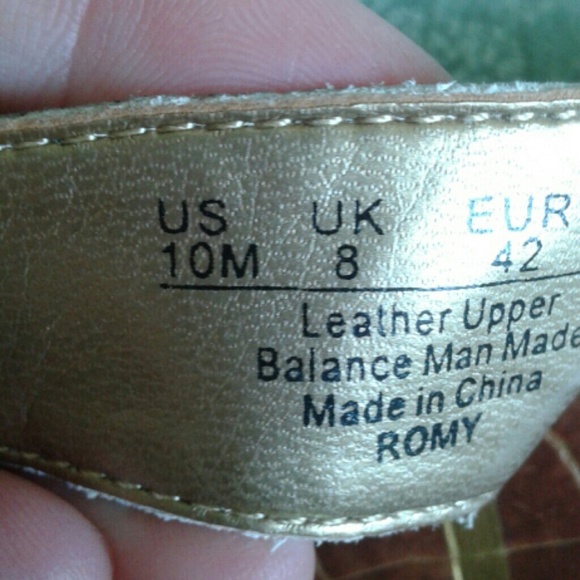 US UK EUR
10M 8 42
Leather Upper
Balance Man Made
Made in China
ROMY